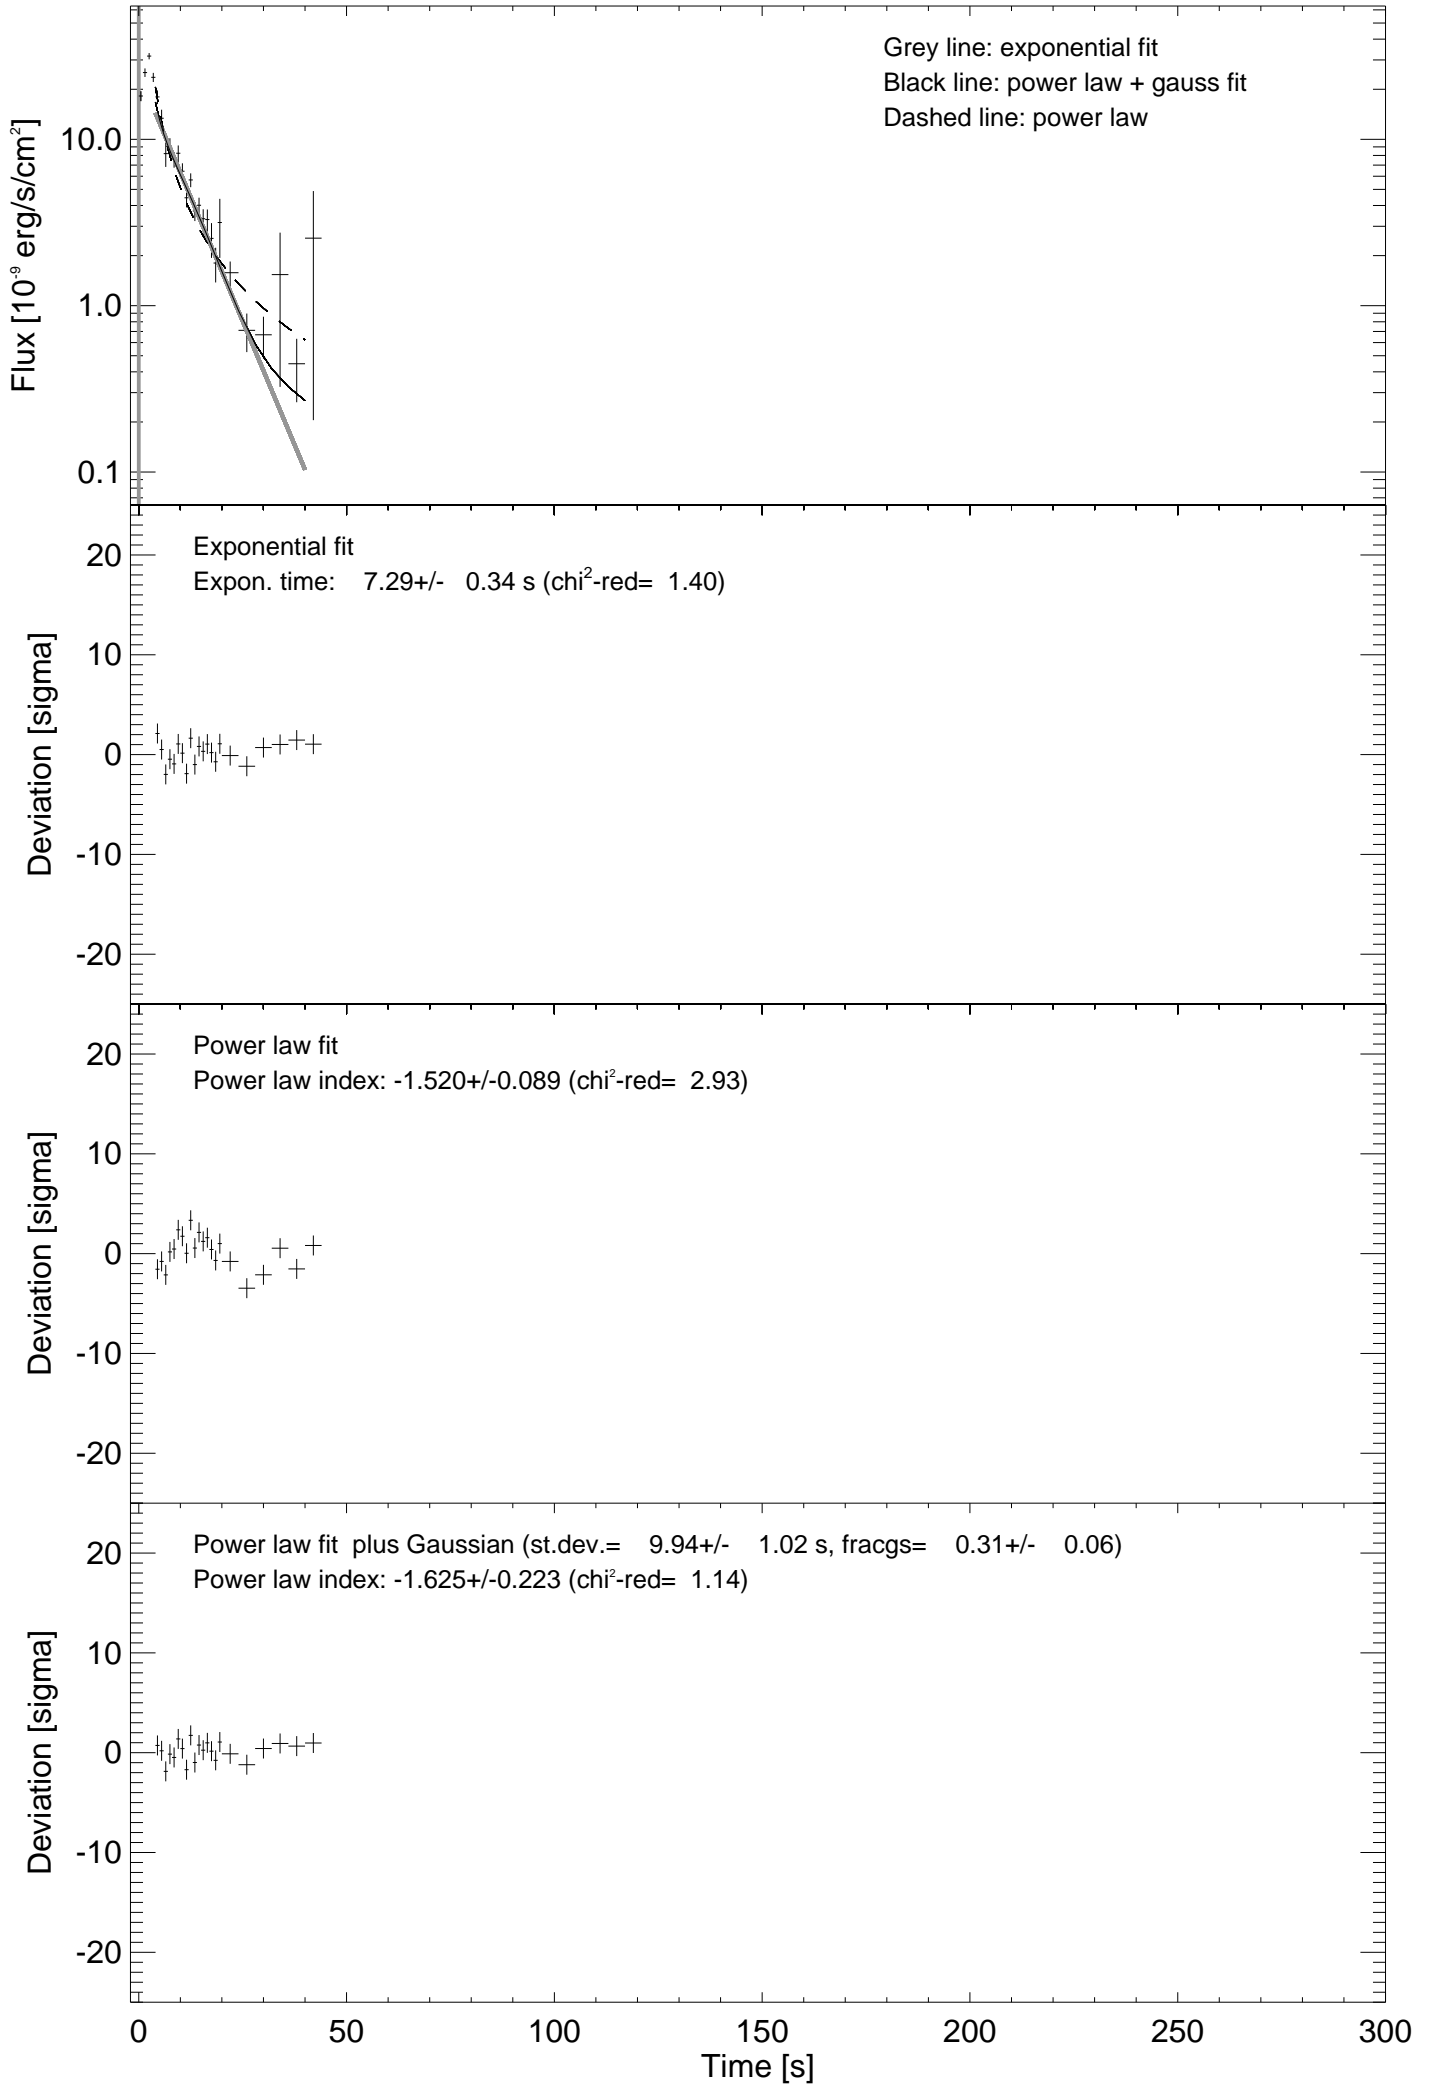 Grey line: exponential fit
Black line: power law + gauss fit
Dashed line: power law
Flux [10⁻⁹ erg/s/cm²]
10.0
1.0
0.1
Exponential fit
Expon. time: 7.29+/- 0.34 s (chi²-red= 1.40)
Deviation [sigma]
20
10
0
-10
-20
Power law fit
Power law index: -1.520+/-0.089 (chi²-red= 2.93)
Deviation [sigma]
20
10
0
-10
-20
Power law fit plus Gaussian (st.dev.= 9.94+/- 1.02 s, fracgs= 0.31+/- 0.06)
Power law index: -1.625+/-0.223 (chi²-red= 1.14)
Deviation [sigma]
20
10
0
-10
-20
0 50 100 150 200 250 300
Time [s]